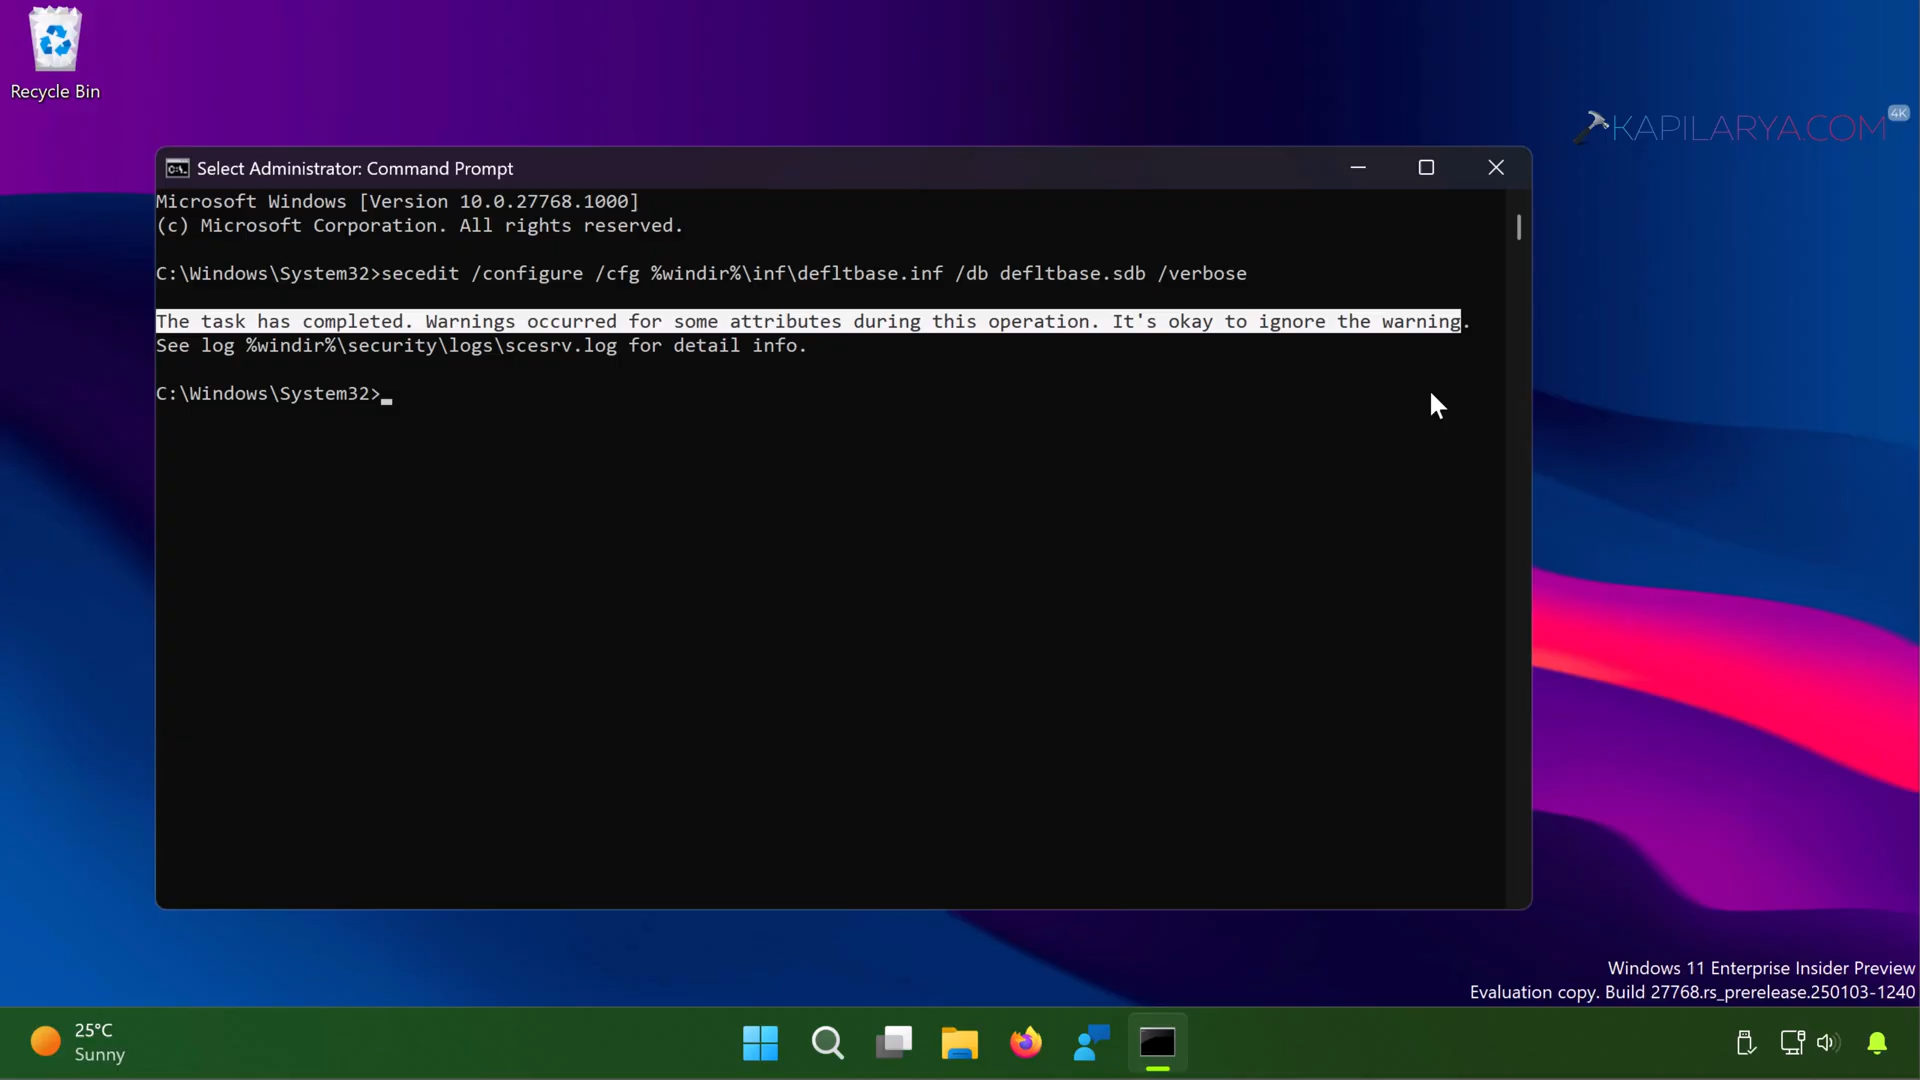 Recycle Bin
KAPILARYA.COM
4K
Select Administrator: Command Prompt
Microsoft Windows [Version 10.0.27768.1000]
(c) Microsoft Corporation. All rights reserved.
C:\Windows\System32>secedit /configure /cfg %windir%\inf\defltbase.inf /db defltbase.sdb /verbose
The task has completed. Warnings occurred for some attributes during this operation. It's okay to ignore the warning.
See log %windir%\security\logs\scesrv.log for detail info.
C:\Windows\System32>
Windows 11 Enterprise Insider Preview
Evaluation copy. Build 27768.rs_prerelease.250103-1240
25°C
Sunny